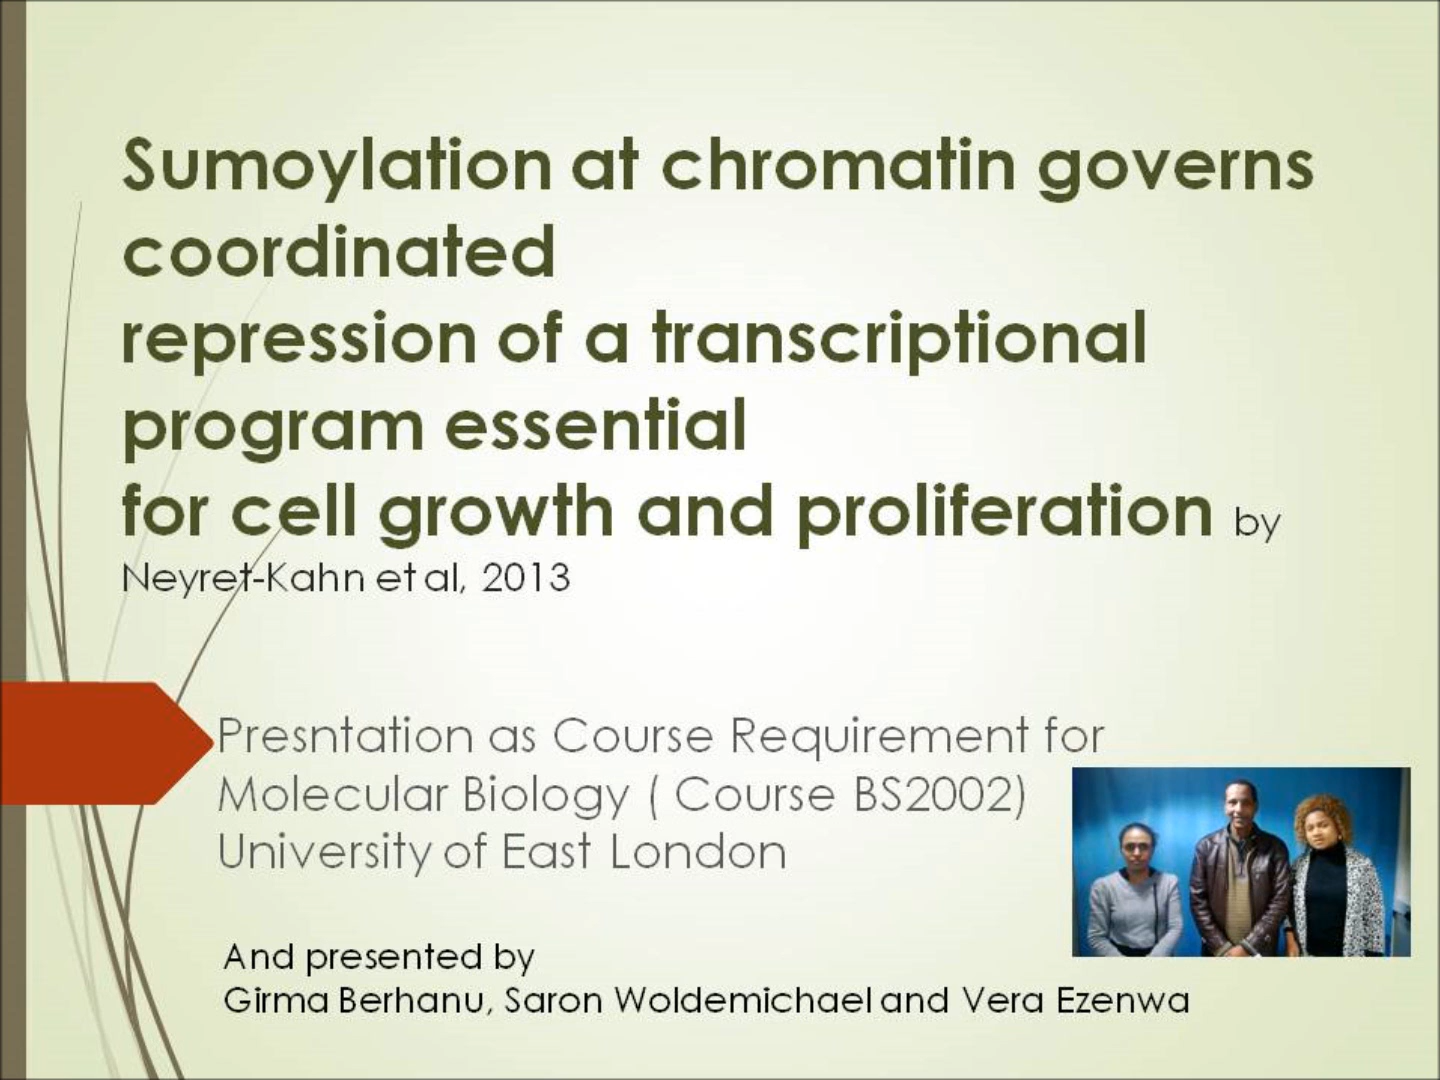 Sumoylation at chromatin governs
coordinated
repression of a transcriptional
program essential
for cell growth and proliferation by
Neyret-Kahn et al, 2013
Presntation as Course Requirement for
Molecular Biology ( Course BS2002)
University of East London
And presented by
Girma Berhanu, Saron Woldemichael and Vera Ezenwa